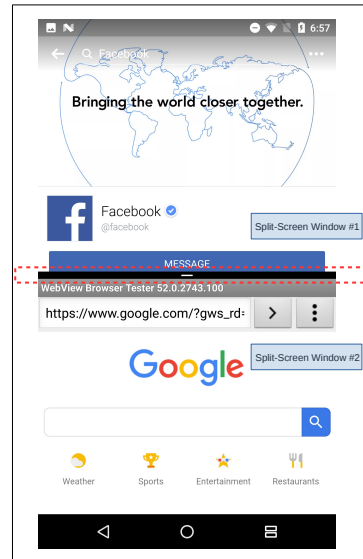 6:57
Facebook
Bringing the world closer together.
Facebook
@facebook
Split-Screen Window #1
MESSAGE
WebView Browser Tester 52.0.2743.100
https://www.google.com/?gws_rd=
Google
Split-Screen Window #2
Weather Sports Entertainment Restaurants